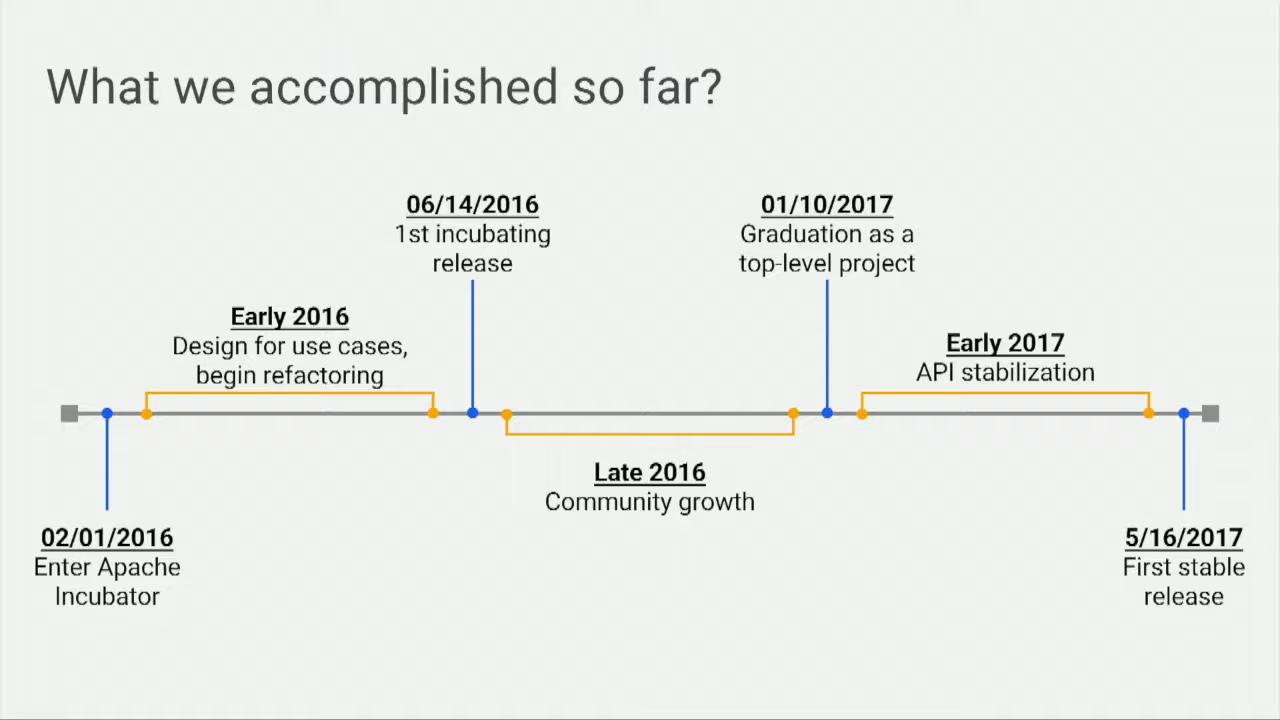 What we accomplished so far?
06/14/2016
1st incubating
release
01/10/2017
Graduation as a
top-level project
Early 2016
Design for use cases,
begin refactoring
Early 2017
API stabilization
Late 2016
Community growth
02/01/2016
Enter Apache
Incubator
5/16/2017
First stable
release